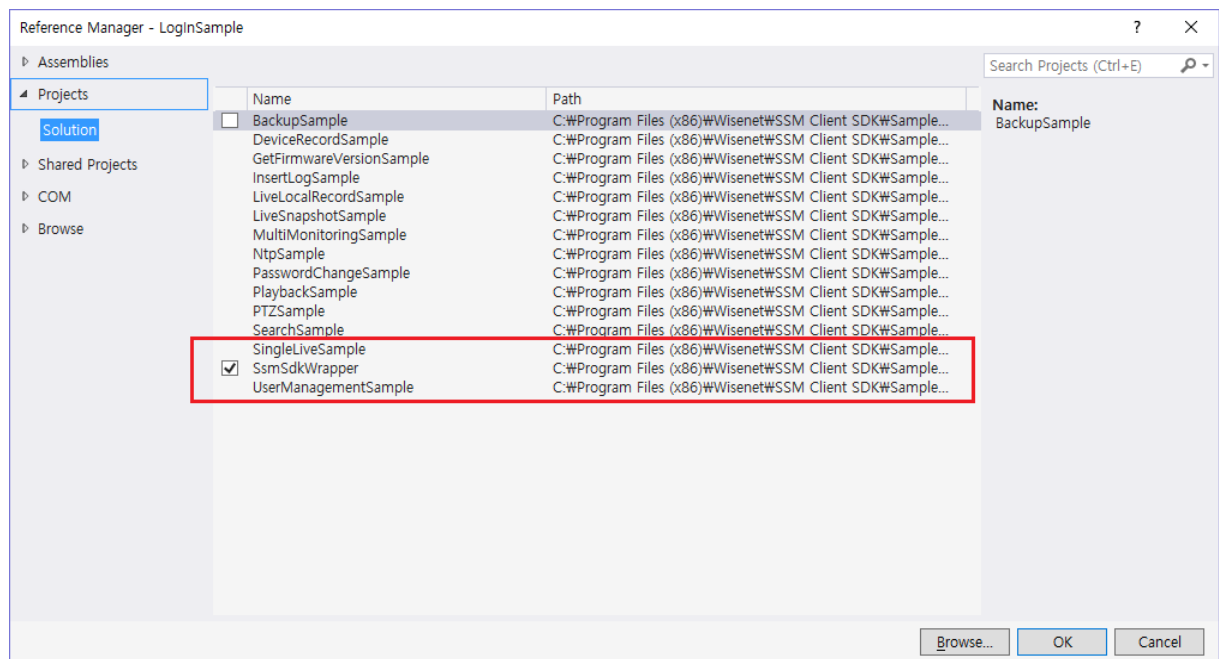 Reference Manager - LogInSample
?
Assemblies
Search Projects (Ctrl+E)
Projects
Name Path
Name:
BackupSample
Solution
BackupSample C:₩Program Files (x86)₩Wisenet₩SSM Client SDK₩Sample...
DeviceRecordSample C:₩Program Files (x86)₩Wisenet₩SSM Client SDK₩Sample...
GetFirmwareVersionSample C:₩Program Files (x86)₩Wisenet₩SSM Client SDK₩Sample...
Shared Projects
InsertLogSample C:₩Program Files (x86)₩Wisenet₩SSM Client SDK₩Sample...
COM
LiveLocalRecordSample C:₩Program Files (x86)₩Wisenet₩SSM Client SDK₩Sample...
LiveSnapshotSample C:₩Program Files (x86)₩Wisenet₩SSM Client SDK₩Sample...
Browse
MultiMonitoringSample C:₩Program Files (x86)₩Wisenet₩SSM Client SDK₩Sample...
NtpSample C:₩Program Files (x86)₩Wisenet₩SSM Client SDK₩Sample...
PasswordChangeSample C:₩Program Files (x86)₩Wisenet₩SSM Client SDK₩Sample...
PlaybackSample C:₩Program Files (x86)₩Wisenet₩SSM Client SDK₩Sample...
PTZSample C:₩Program Files (x86)₩Wisenet₩SSM Client SDK₩Sample...
SearchSample C:₩Program Files (x86)₩Wisenet₩SSM Client SDK₩Sample...
SingleLiveSample C:₩Program Files (x86)₩Wisenet₩SSM Client SDK₩Sample...
SsmSdkWrapper C:₩Program Files (x86)₩Wisenet₩SSM Client SDK₩Sample...
UserManagementSample C:₩Program Files (x86)₩Wisenet₩SSM Client SDK₩Sample...
Browse... OK Cancel